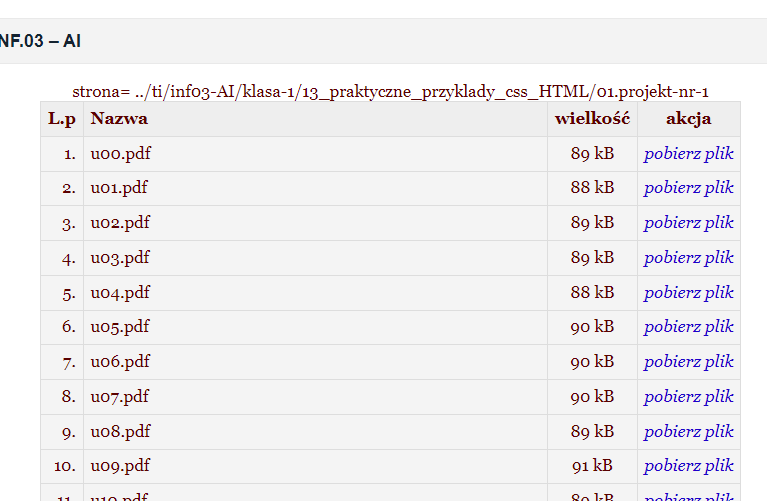 NF.03 – AI
strona= ../ti/inf03-AI/klasa-1/13_praktyczne_przyklady_css_HTML/01.projekt-nr-1
L.p Nazwa wielkość akcja
1. u00.pdf 89 kB pobierz plik
2. u01.pdf 88 kB pobierz plik
3. u02.pdf 89 kB pobierz plik
4. u03.pdf 89 kB pobierz plik
5. u04.pdf 88 kB pobierz plik
6. u05.pdf 90 kB pobierz plik
7. u06.pdf 90 kB pobierz plik
8. u07.pdf 90 kB pobierz plik
9. u08.pdf 89 kB pobierz plik
10. u09.pdf 91 kB pobierz plik
11. u10.pdf 89 kB pobierz plik